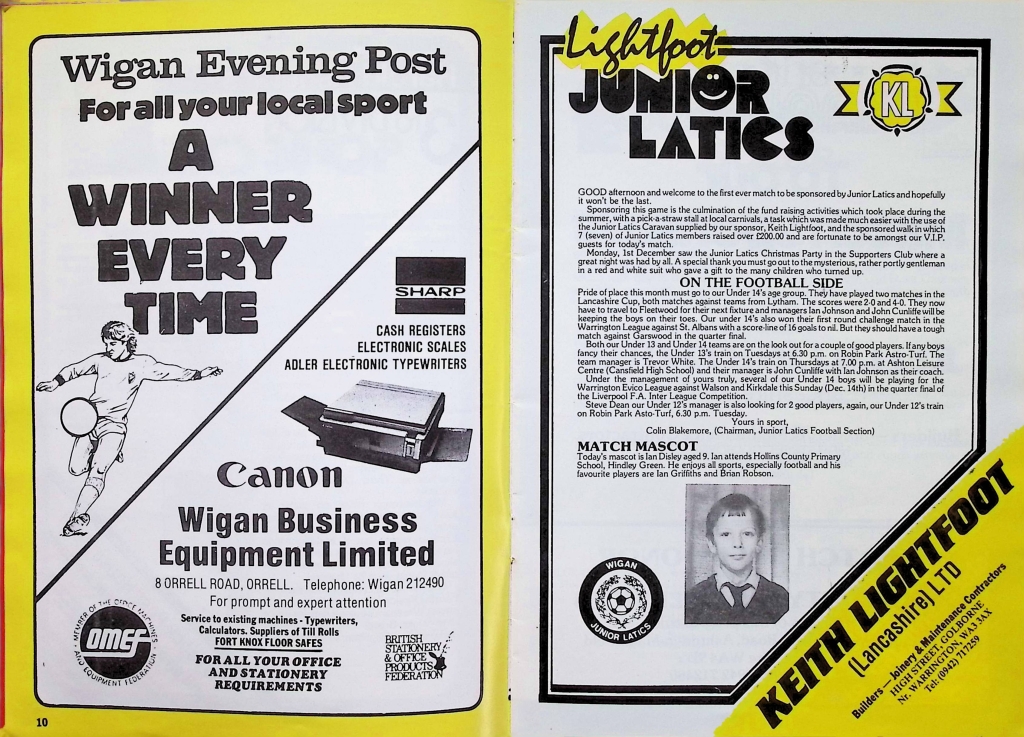 Wigan Evening Post
For all your local sport
A
WINNER
EVERY
TIME
SHARP
CASH REGISTERS
ELECTRONIC SCALES
ADLER ELECTRONIC TYPEWRITERS
Canon
Wigan Business
Equipment Limited
8 ORRELL ROAD, ORRELL. Telephone: Wigan 212490
For prompt and expert attention
Service to existing machines - Typewriters,
Calculators. Suppliers of Till Rolls
FORT KNOX FLOOR SAFES
FOR ALL YOUR OFFICE
AND STATIONERY
REQUIREMENTS
MEMBER OF THE OFFICE MACHINES
OMEF
AND EQUIPMENT FEDERATION
BRITISH
STATIONERY
& OFFICE
PRODUCTS
FEDERATION
10
Lightfoot
JUNIOR
LATICS
KL
GOOD afternoon and welcome to the first ever match to be sponsored by Junior Latics and hopefully
it won't be the last.
Sponsoring this game is the culmination of the fund raising activities which took place during the
summer, with a pick-a-straw stall at local carnivals, a task which was made much easier with the use of
the Junior Latics Caravan supplied by our sponsor, Keith Lightfoot, and the sponsored walk in which
7 (seven) of Junior Latics members raised over £200.00 and are fortunate to be amongst our V.I.P.
guests for today's match.
Monday, 1st December saw the Junior Latics Christmas Party in the Supporters Club where a
great night was had by all. A special thank you must go out to the mysterious, rather portly gentleman
in a red and white suit who gave a gift to the many children who turned up.
ON THE FOOTBALL SIDE
Pride of place this month must go to our Under 14's age group. They have played two matches in the
Lancashire Cup, both matches against teams from Lytham. The scores were 2-0 and 4-0. They now
have to travel to Fleetwood for their next fixture and managers Ian Johnson and John Cunliffe will be
keeping the boys on their toes. Our under 14's also won their first round challenge match in the
Warrington League against St. Albans with a score-line of 16 goals to nil. But they should have a tough
match against Garswood in the quarter final.
Both our Under 13 and Under 14 teams are on the look out for a couple of good players. If any boys
fancy their chances, the Under 13's train on Tuesdays at 6.30 p.m. on Robin Park Astro-Turf. The
team manager is Trevor White. The Under 14's train on Thursdays at 7.00 p.m. at Ashton Leisure
Centre (Cansfield High School) and their manager is John Cunliffe with Ian Johnson as their coach.
Under the management of yours truly, several of our Under 14 boys will be playing for the
Warrington Evico League against Walson and Kirkdale this Sunday (Dec. 14th) in the quarter final of
the Liverpool F.A. Inter League Competition.
Steve Dean our Under 12's manager is also looking for 2 good players, again, our Under 12's train
on Robin Park Asto-Turf, 6.30 p.m. Tuesday.
Yours in sport,
Colin Blakemore, (Chairman, Junior Latics Football Section)
MATCH MASCOT
Today's mascot is Ian Disley aged 9. Ian attends Hollins County Primary
School, Hindley Green. He enjoys all sports, especially football and his
favourite players are Ian Griffiths and Brian Robson.
WIGAN
JUNIOR LATICS
KEITH LIGHTFOOT
(Lancashire) LTD
Builders — Joinery & Maintenance Contractors
HIGH STREET, GOLBORNE
Nr. WARRINGTON, WA3 3AX
Tel: (0942) 717259